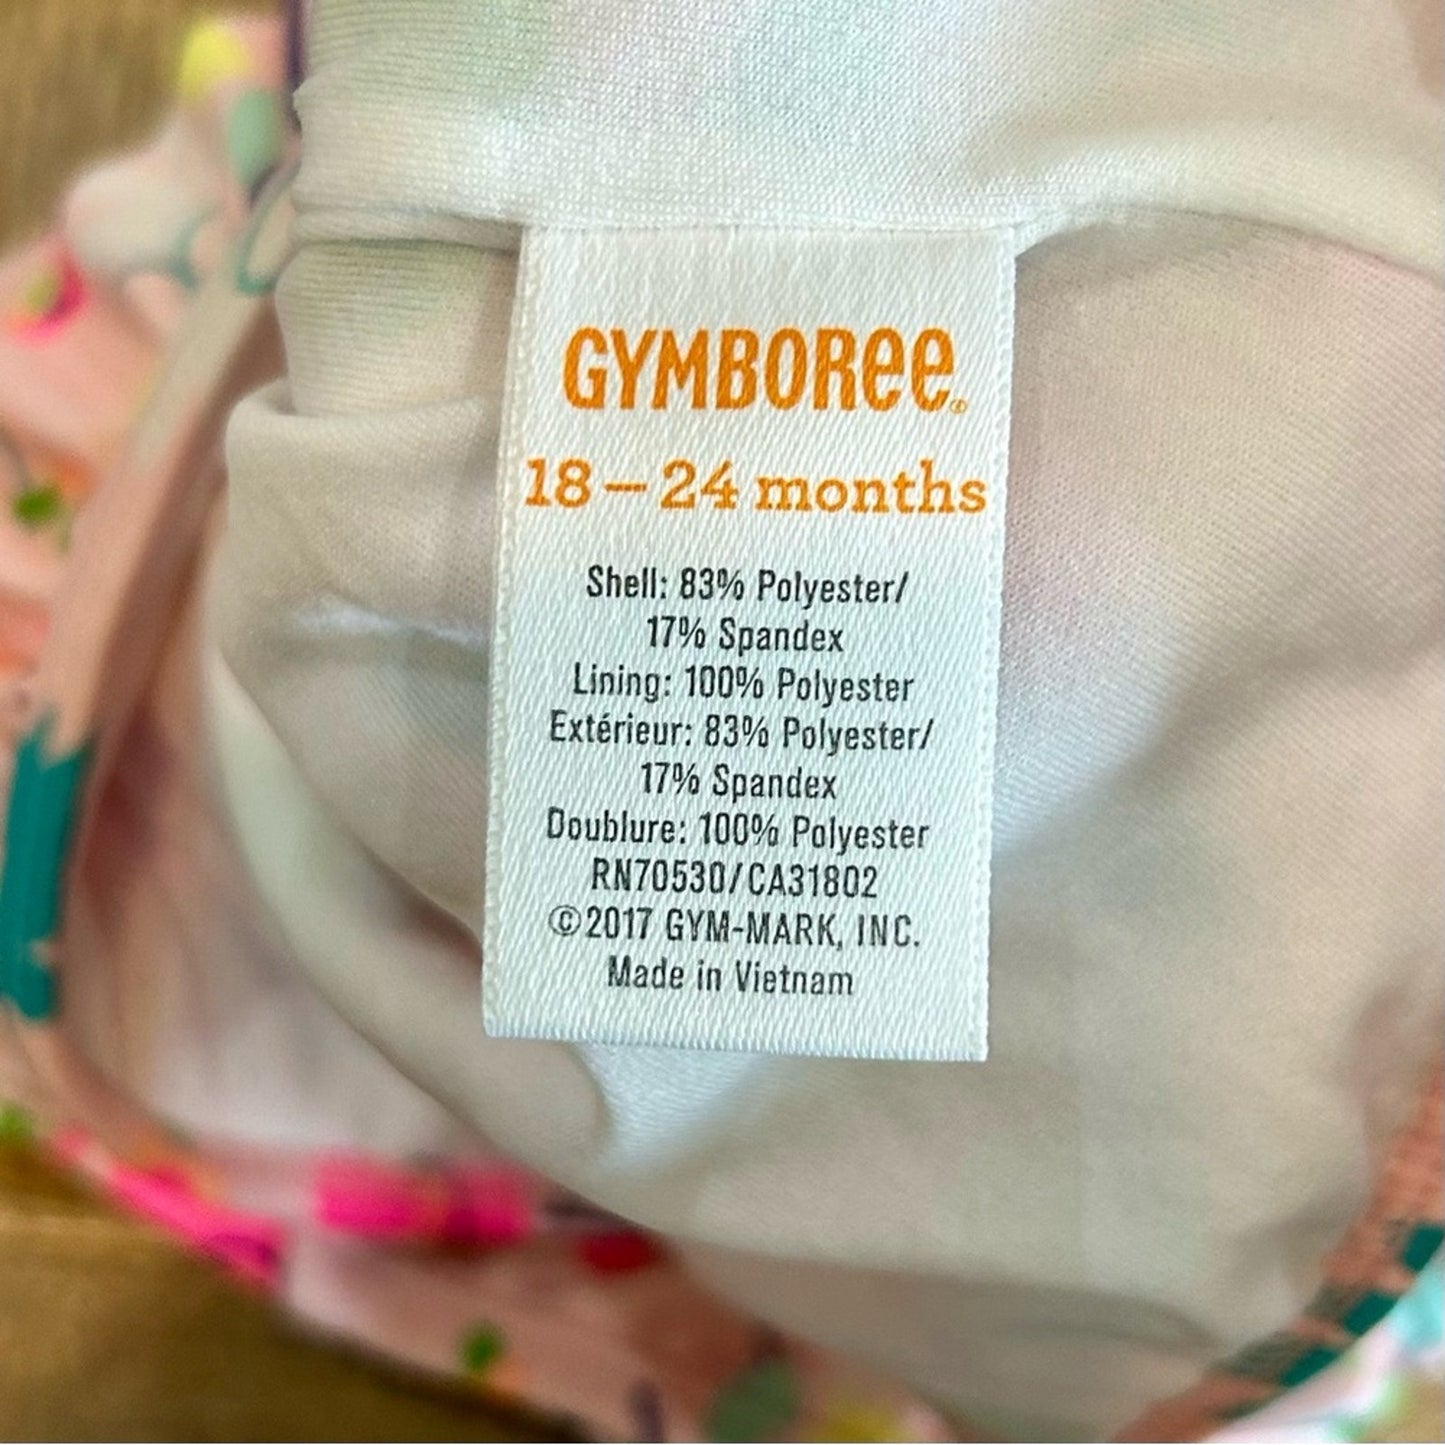 GYMBORee®
18 – 24 months
Shell: 83% Polyester/
17% Spandex
Lining: 100% Polyester
Extérieur: 83% Polyester/
17% Spandex
Doublure: 100% Polyester
RN70530/CA31802
©2017 GYM-MARK, INC.
Made in Vietnam